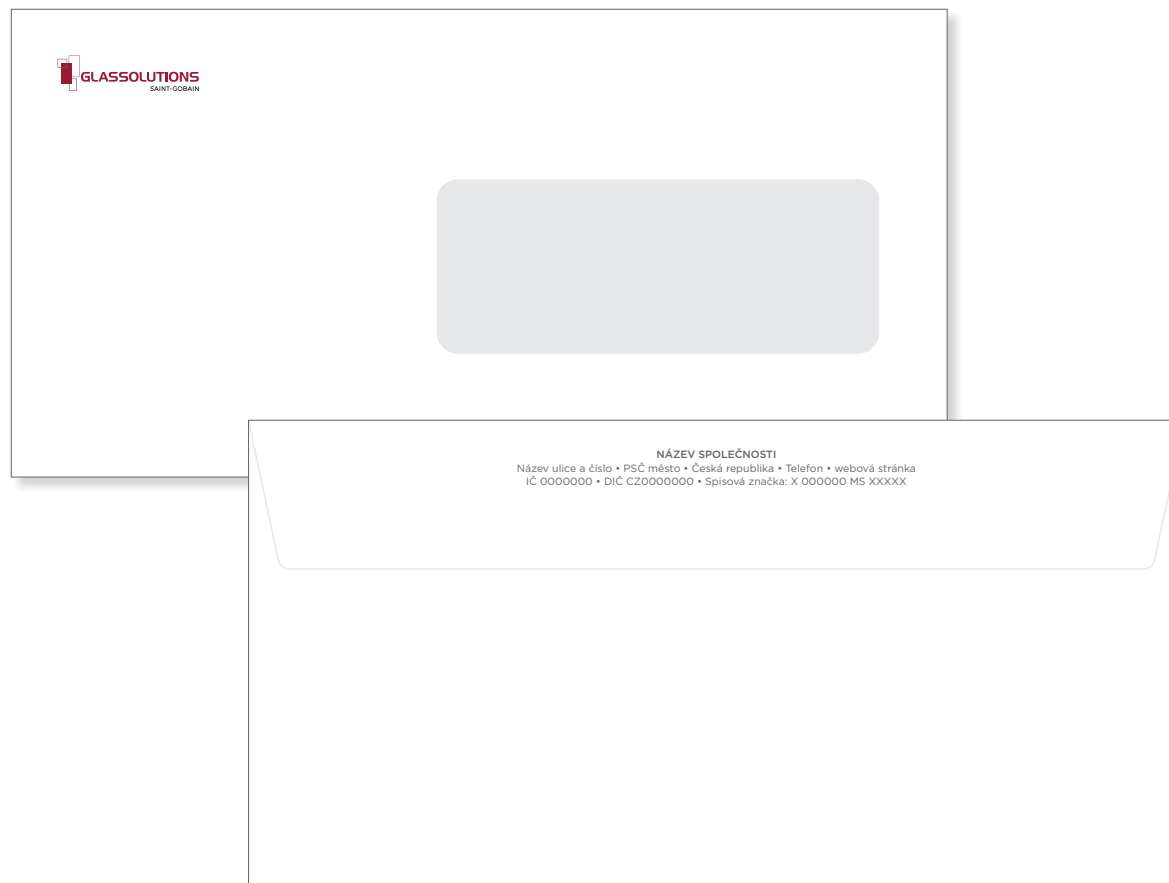 GLASSOLUTIONS
SAINT-GOBAIN
NÁZEV SPOLEČNOSTI
Název ulice a číslo • PSČ město • Česká republika • Telefon • webová stránka
IČ 0000000 • DIČ CZ0000000 • Spisová značka: X 000000 MS XXXXX